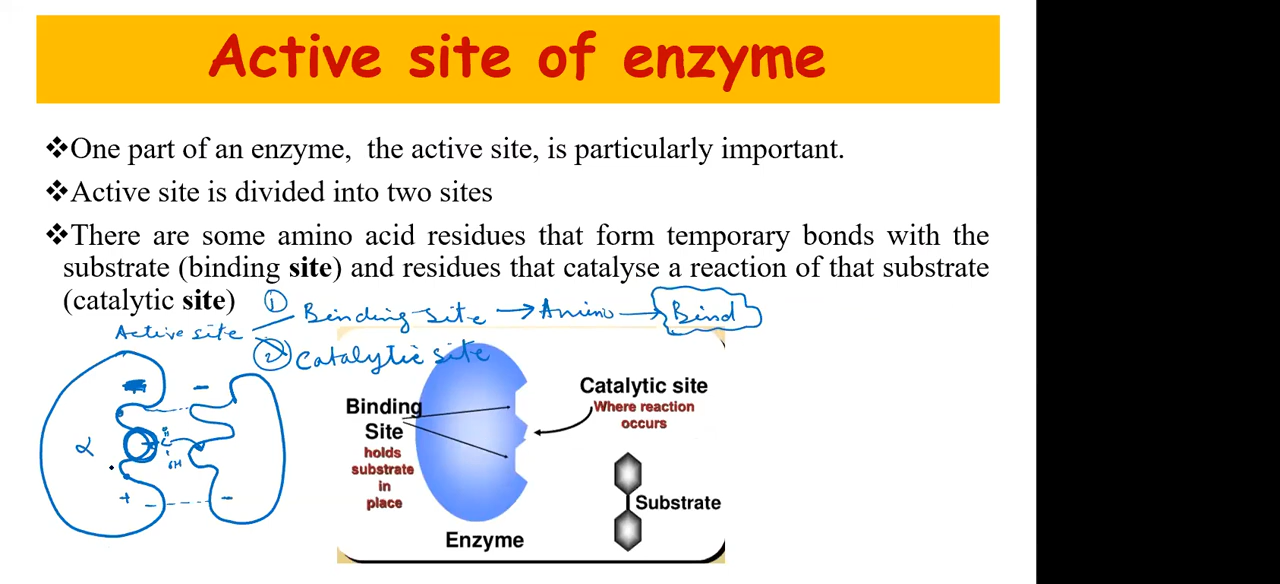 Active site of enzyme
❖One part of an enzyme, the active site, is particularly important.
❖Active site is divided into two sites
❖There are some amino acid residues that form temporary bonds with the
substrate (binding site) and residues that catalyse a reaction of that substrate
(catalytic site)
① Binding site → Amino → Bind
Active site
② Catalytic site
Binding
Site
holds
substrate
in
place
Catalytic site
Where reaction
occurs
Substrate
Enzyme
α
+
-
-
-